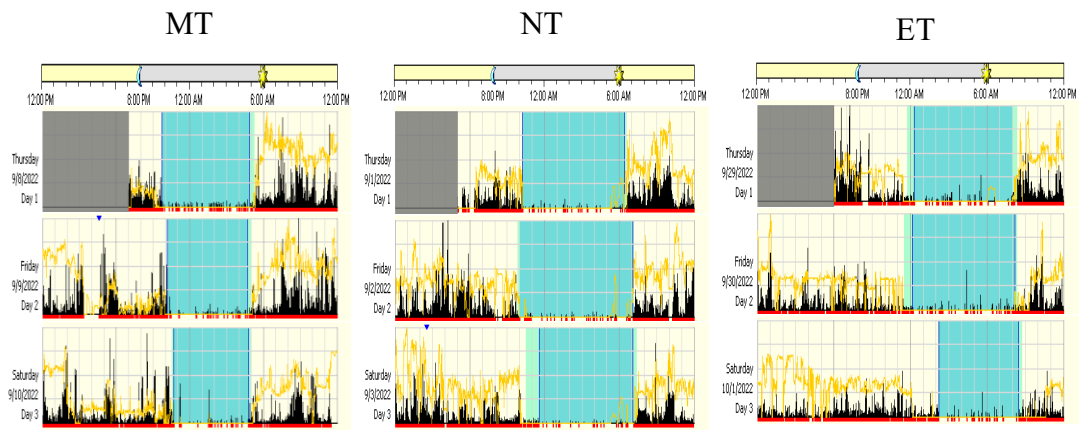 MT
NT
ET
12:00 PM 8:00 PM 12:00 AM 6:00 AM 12:00 PM
12:00 PM 8:00 PM 12:00 AM 6:00 AM 12:00 PM
12:00 PM 8:00 PM 12:00 AM 6:00 AM 12:00 PM
Thursday
9/8/2022
Day 1
Thursday
9/1/2022
Day 1
Thursday
9/29/2022
Day 1
Friday
9/9/2022
Day 2
Friday
9/2/2022
Day 2
Friday
9/30/2022
Day 2
Saturday
9/10/2022
Day 3
Saturday
9/3/2022
Day 3
Saturday
10/1/2022
Day 3